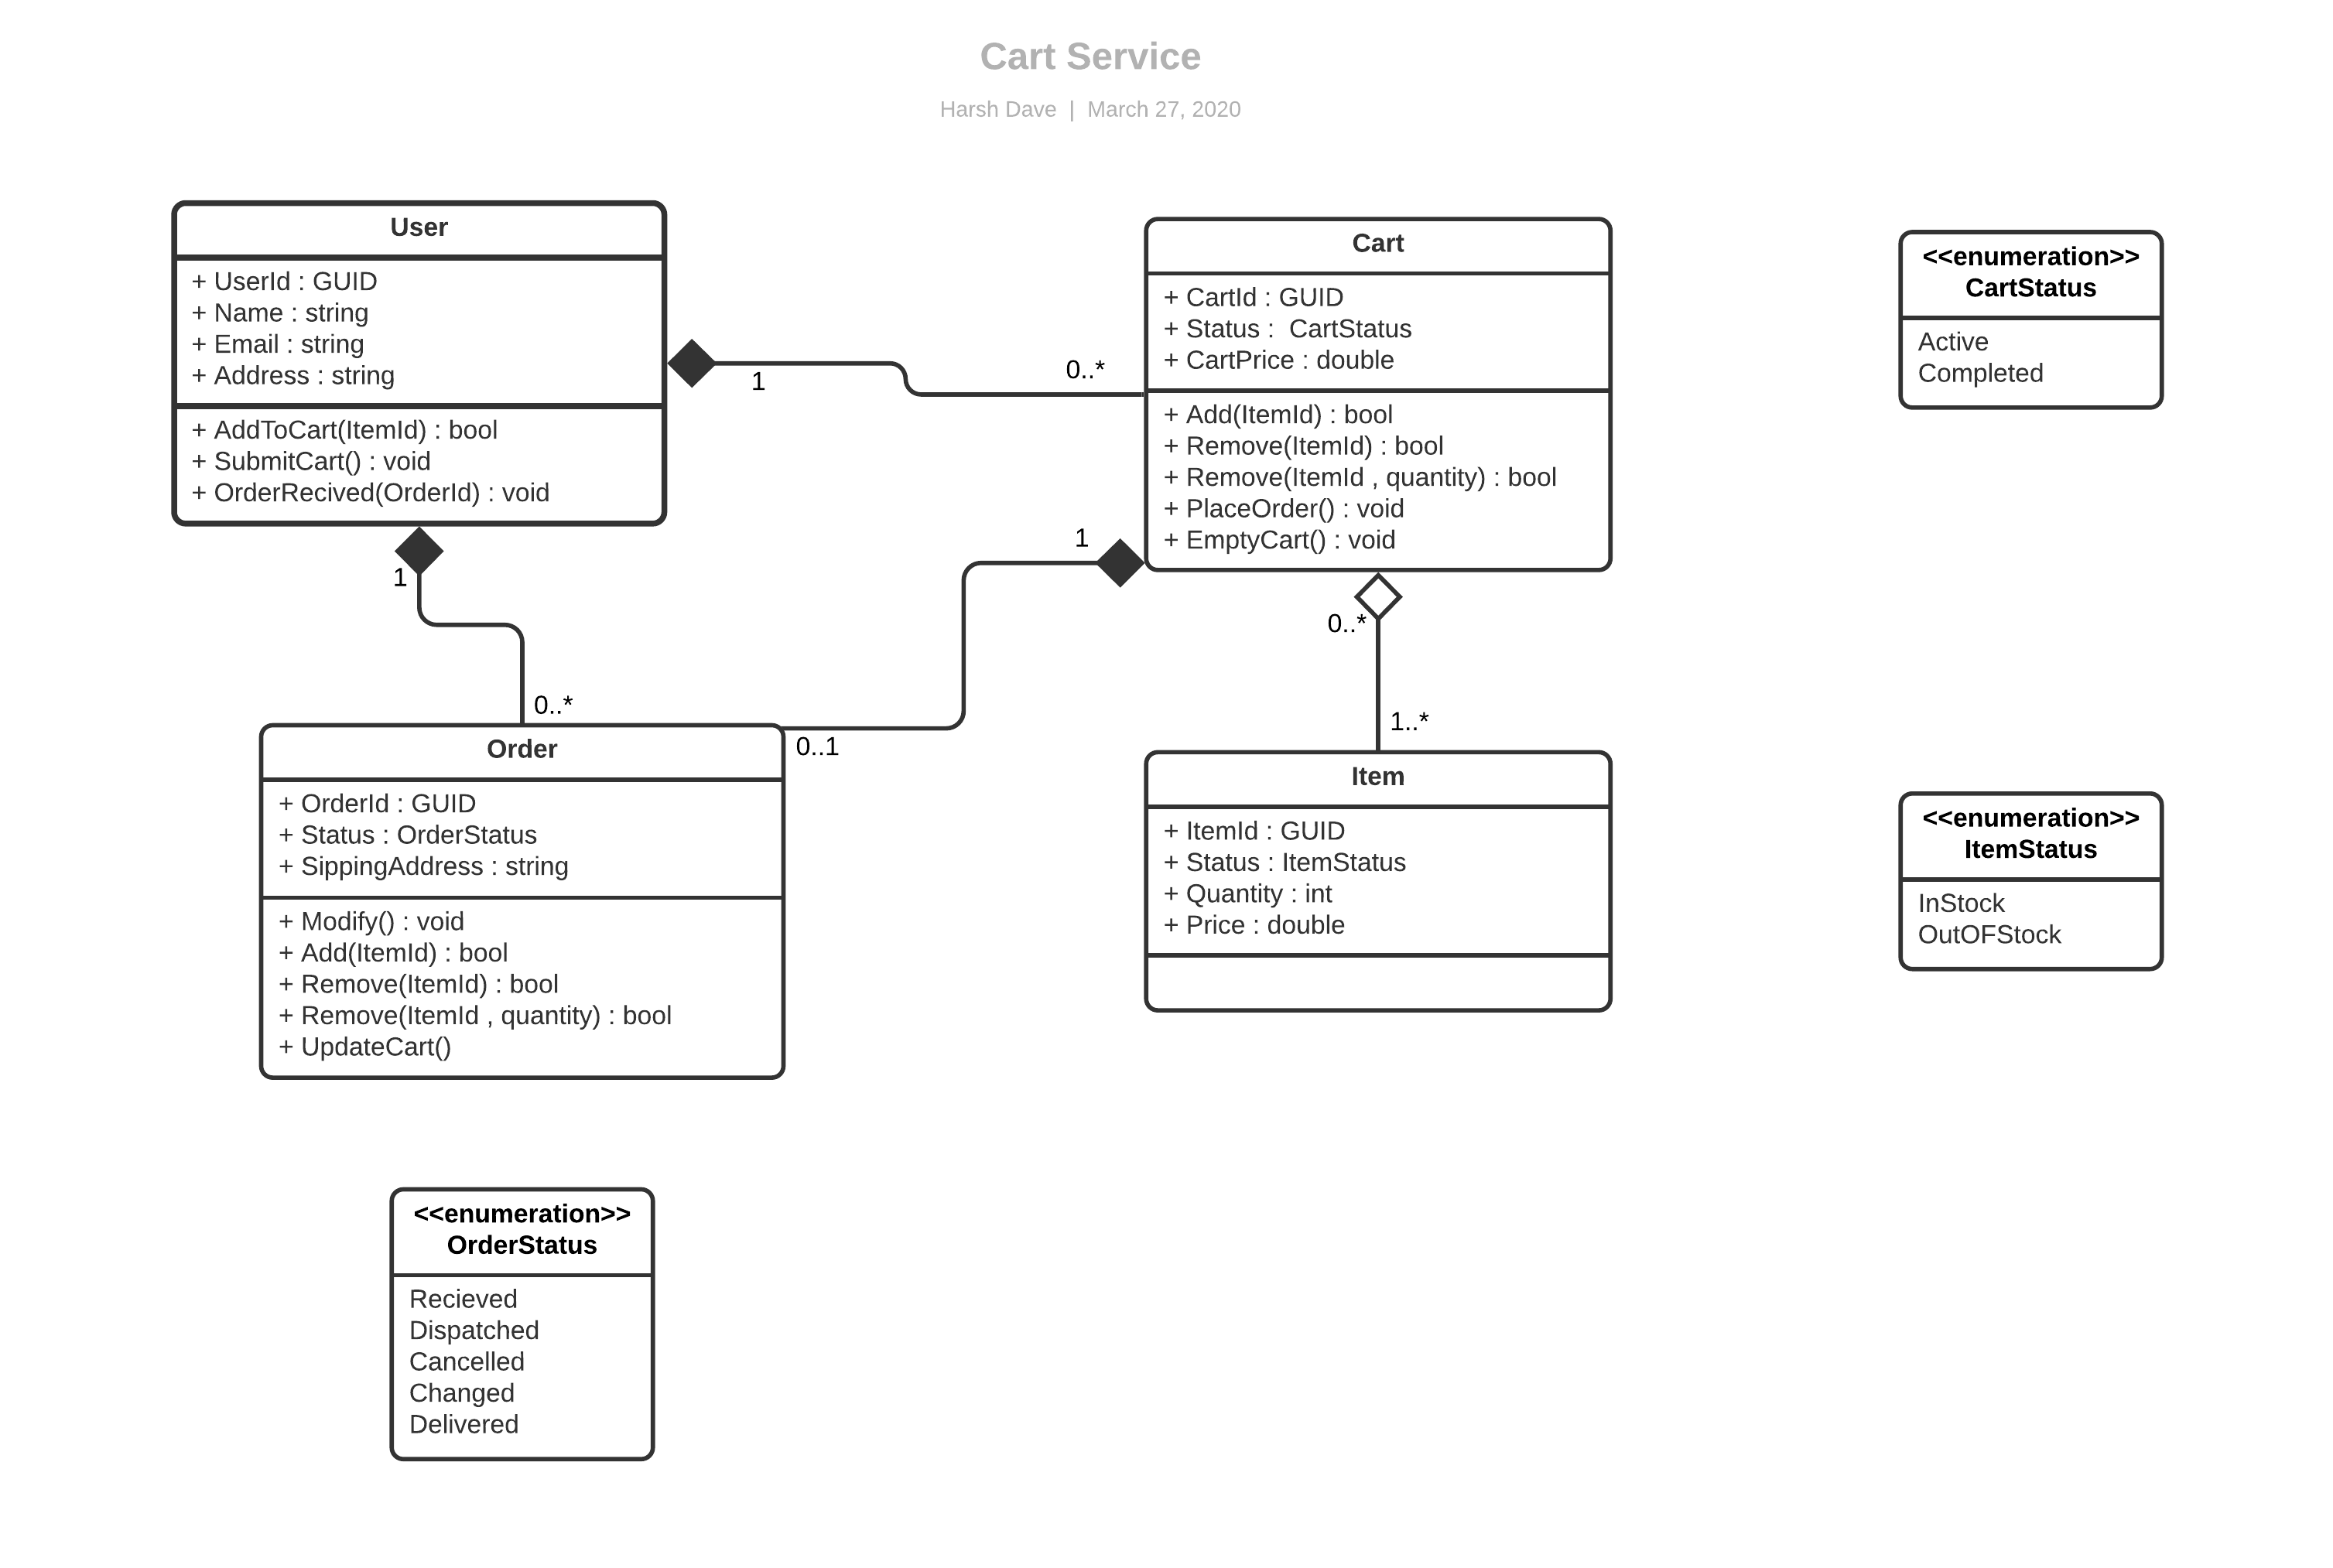 Cart Service
Harsh Dave | March 27, 2020
User
+ UserId : GUID
+ Name : string
+ Email : string
+ Address : string
+ AddToCart(ItemId) : bool
+ SubmitCart() : void
+ OrderRecived(OrderId) : void
1
0..*
Cart
+ CartId : GUID
+ Status :  CartStatus
+ CartPrice : double
+ Add(ItemId) : bool
+ Remove(ItemId) : bool
+ Remove(ItemId , quantity) : bool
+ PlaceOrder() : void
+ EmptyCart() : void
<<enumeration>>
CartStatus
Active
Completed
1
0..*
1
0..1
0..*
1..*
Order
+ OrderId : GUID
+ Status : OrderStatus
+ SippingAddress : string
+ Modify() : void
+ Add(ItemId) : bool
+ Remove(ItemId) : bool
+ Remove(ItemId , quantity) : bool
+ UpdateCart()
Item
+ ItemId : GUID
+ Status : ItemStatus
+ Quantity : int
+ Price : double
<<enumeration>>
ItemStatus
InStock
OutOFStock
<<enumeration>>
OrderStatus
Recieved
Dispatched
Cancelled
Changed
Delivered